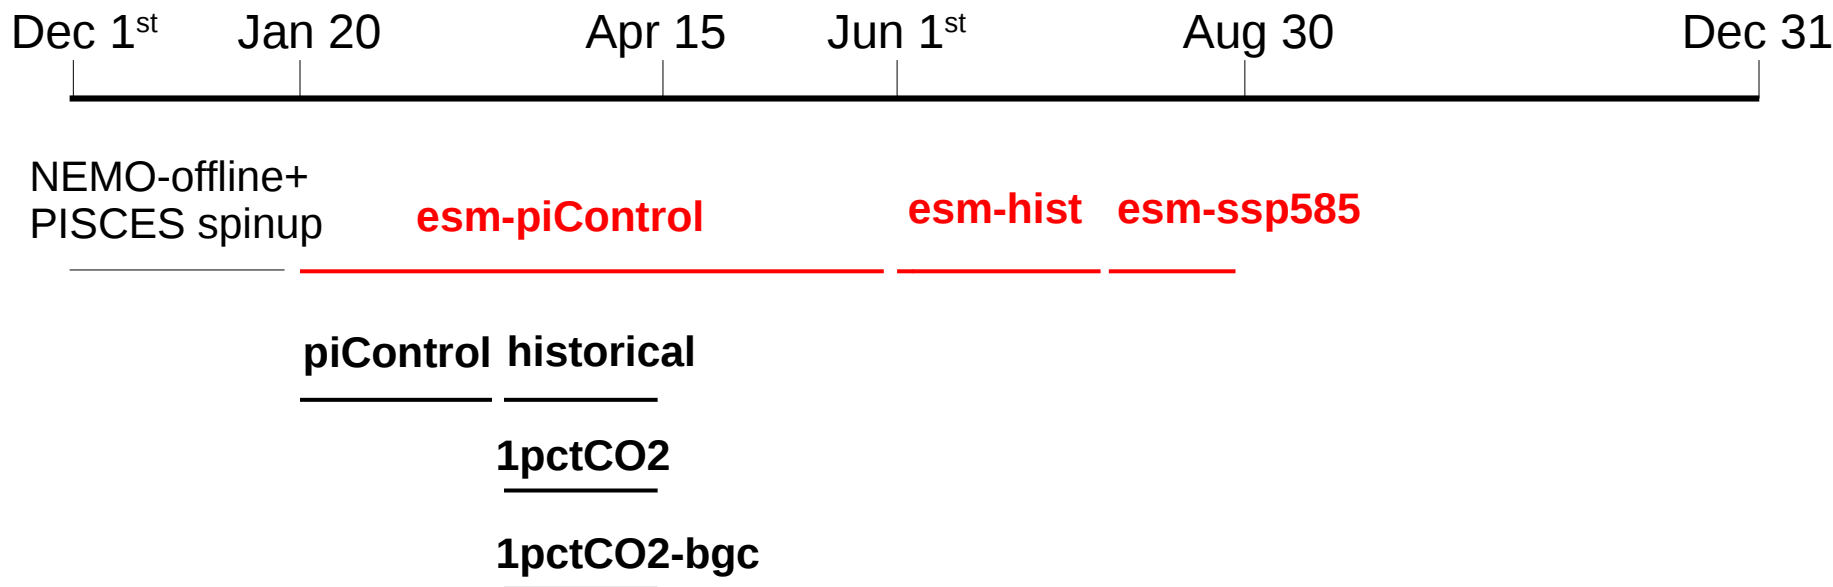 Dec 1st Jan 20 Apr 15 Jun 1st Aug 30 Dec 31
NEMO-offline+
PISCES spinup
esm-piControl esm-hist esm-ssp585
piControl historical
1pctCO2
1pctCO2-bgc